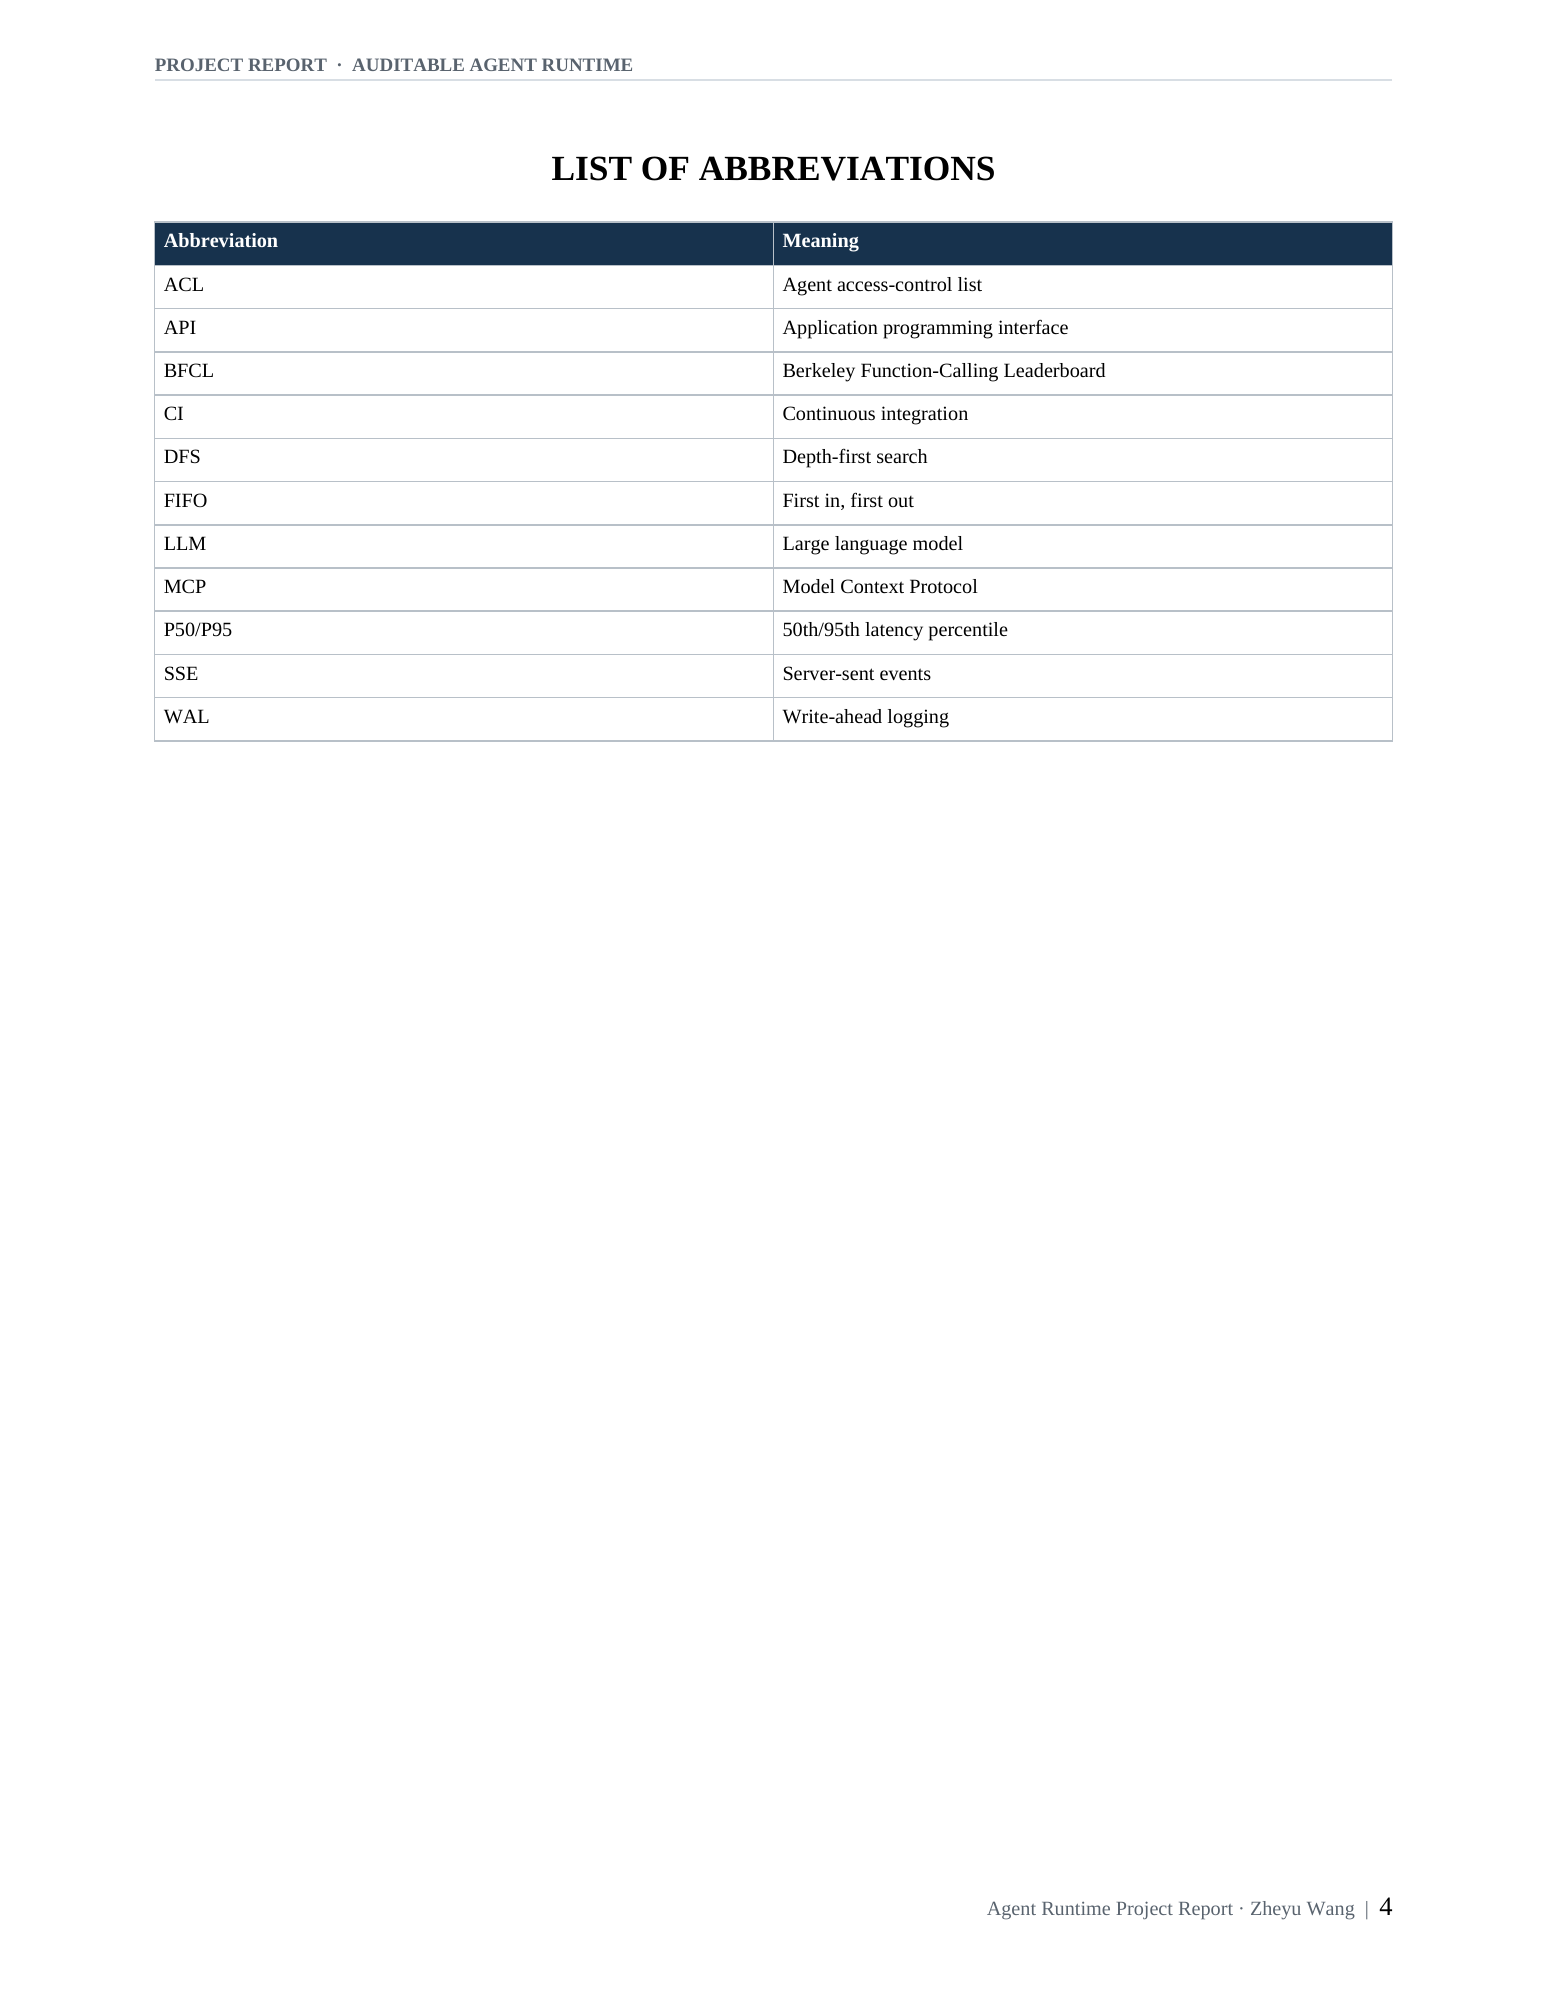 PROJECT REPORT · AUDITABLE AGENT RUNTIME
LIST OF ABBREVIATIONS
Abbreviation Meaning
ACL Agent access-control list
API Application programming interface
BFCL Berkeley Function-Calling Leaderboard
CI Continuous integration
DFS Depth-first search
FIFO First in, first out
LLM Large language model
MCP Model Context Protocol
P50/P95 50th/95th latency percentile
SSE Server-sent events
WAL Write-ahead logging
Agent Runtime Project Report · Zheyu Wang | 4